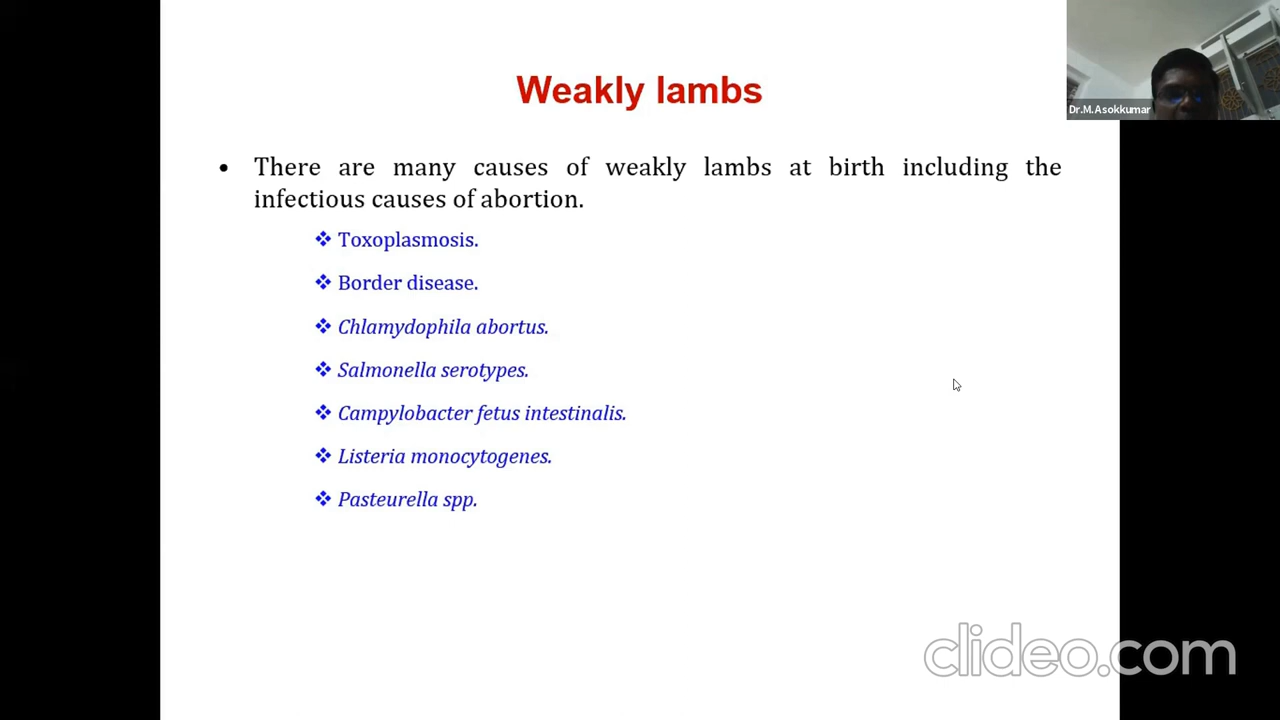 Weakly lambs
Dr.M.Asokkumar
• There are many causes of weakly lambs at birth including the
infectious causes of abortion.
❖ Toxoplasmosis.
❖ Border disease.
❖ Chlamydophila abortus.
❖ Salmonella serotypes.
❖ Campylobacter fetus intestinalis.
❖ Listeria monocytogenes.
❖ Pasteurella spp.
clideo.com